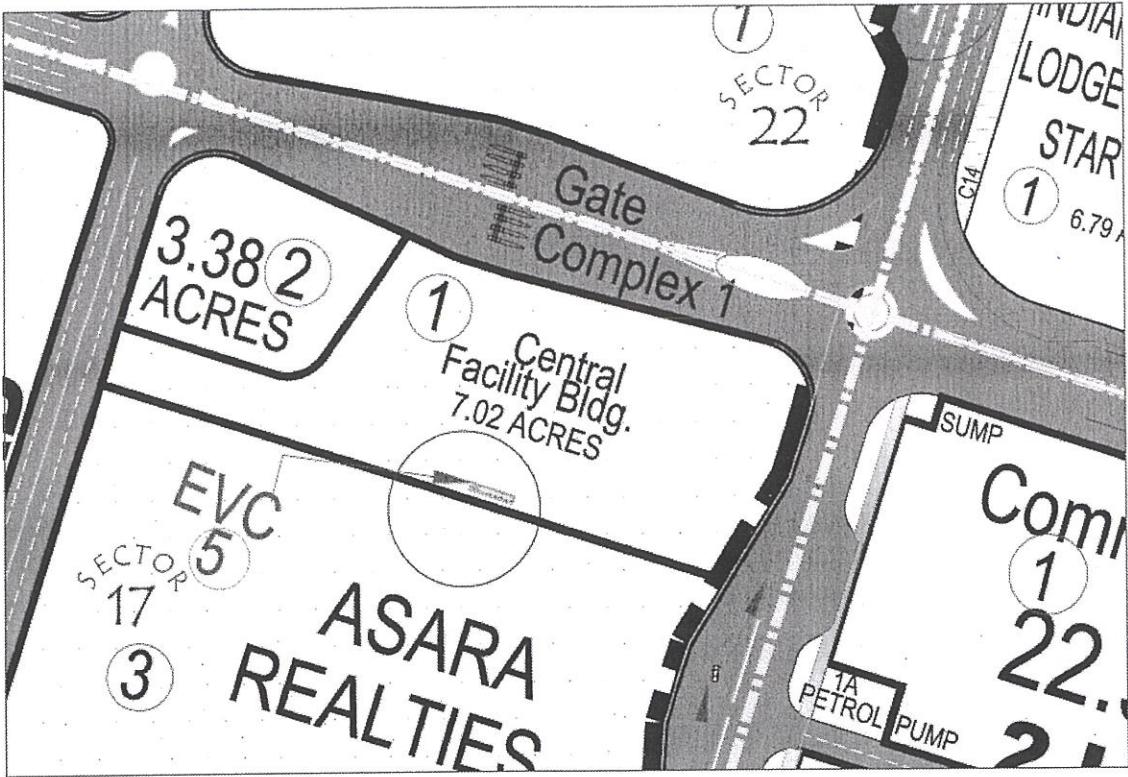 1
SECTOR
22
INDIA
LODGE
STAR
1
6.79
C14
Gate
Complex 1
3.38 2
ACRES
1
Central
Facility Bldg.
7.02 ACRES
SUMP
Com
1
22.
EVC
5
SECTOR
17
3
ASARA
REALTIES
1A
PETROL PUMP